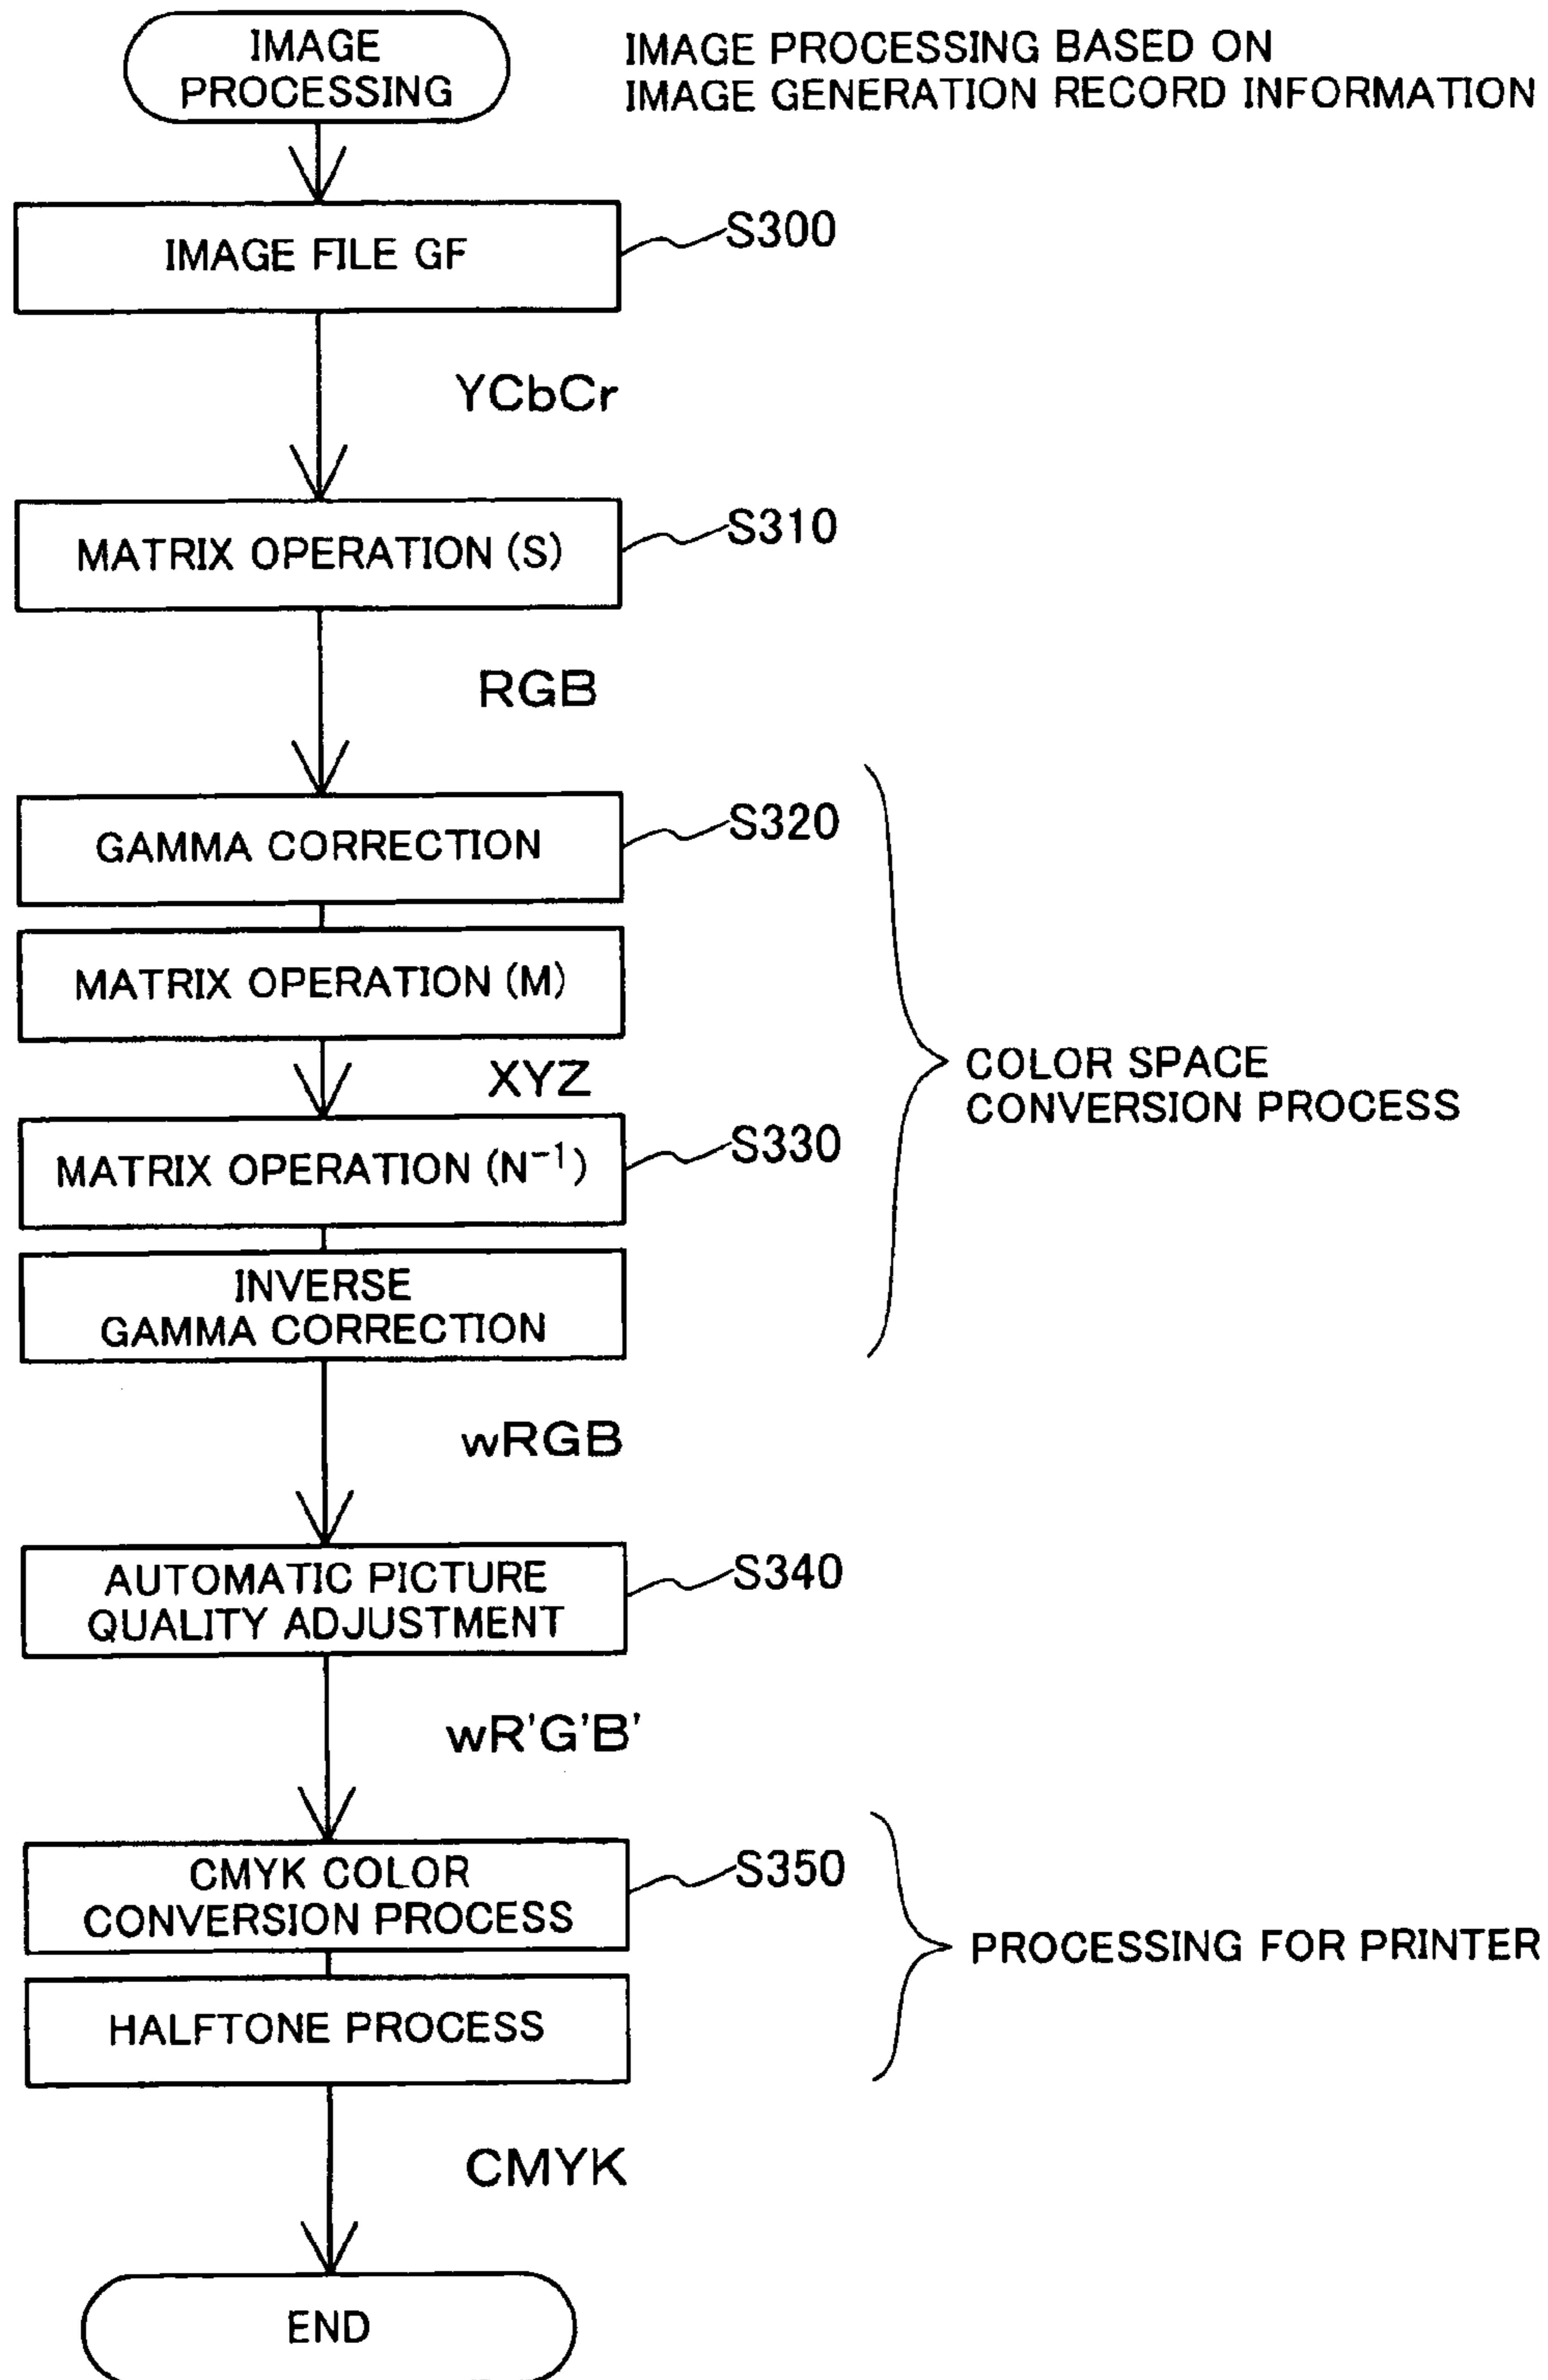 IMAGE
PROCESSING
IMAGE PROCESSING BASED ON
IMAGE GENERATION RECORD INFORMATION
IMAGE FILE GF
S300
YCbCr
MATRIX OPERATION (S)
S310
RGB
GAMMA CORRECTION
S320
MATRIX OPERATION (M)
XYZ
COLOR SPACE
CONVERSION PROCESS
MATRIX OPERATION (N⁻¹)
S330
INVERSE
GAMMA CORRECTION
wRGB
AUTOMATIC PICTURE
QUALITY ADJUSTMENT
S340
wR'G'B'
CMYK COLOR
CONVERSION PROCESS
S350
PROCESSING FOR PRINTER
HALFTONE PROCESS
CMYK
END